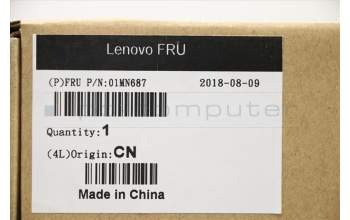 Lenovo FRU
(P)FRU P/N:01MN687 2018-08-09
Quantity:1
(4L)Origin:CN
Made in China